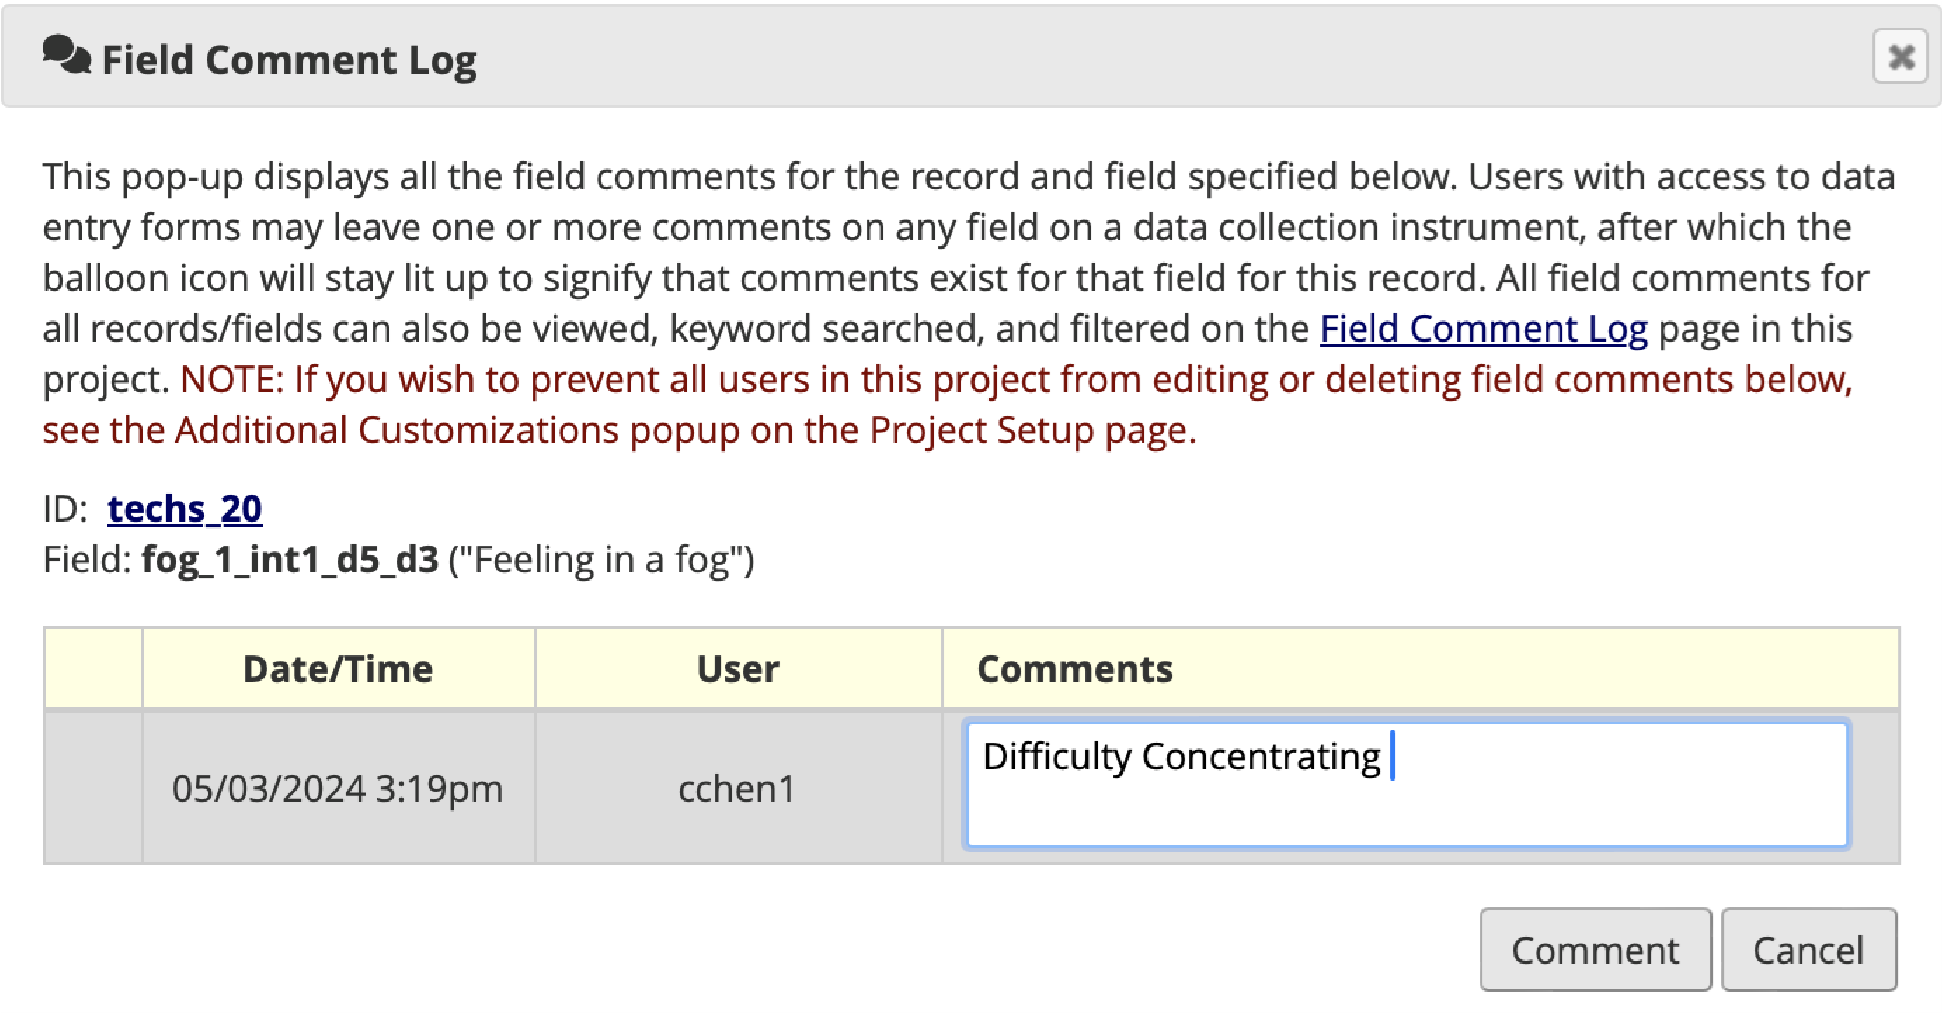 Field Comment Log
This pop-up displays all the field comments for the record and field specified below. Users with access to data
entry forms may leave one or more comments on any field on a data collection instrument, after which the
balloon icon will stay lit up to signify that comments exist for that field for this record. All field comments for
all records/fields can also be viewed, keyword searched, and filtered on the Field Comment Log page in this
project. NOTE: If you wish to prevent all users in this project from editing or deleting field comments below,
see the Additional Customizations popup on the Project Setup page.
ID: techs_20
Field: fog_1_int1_d5_d3 ("Feeling in a fog")
Date/Time User Comments
05/03/2024 3:19pm cchen1 Difficulty Concentrating
Comment Cancel